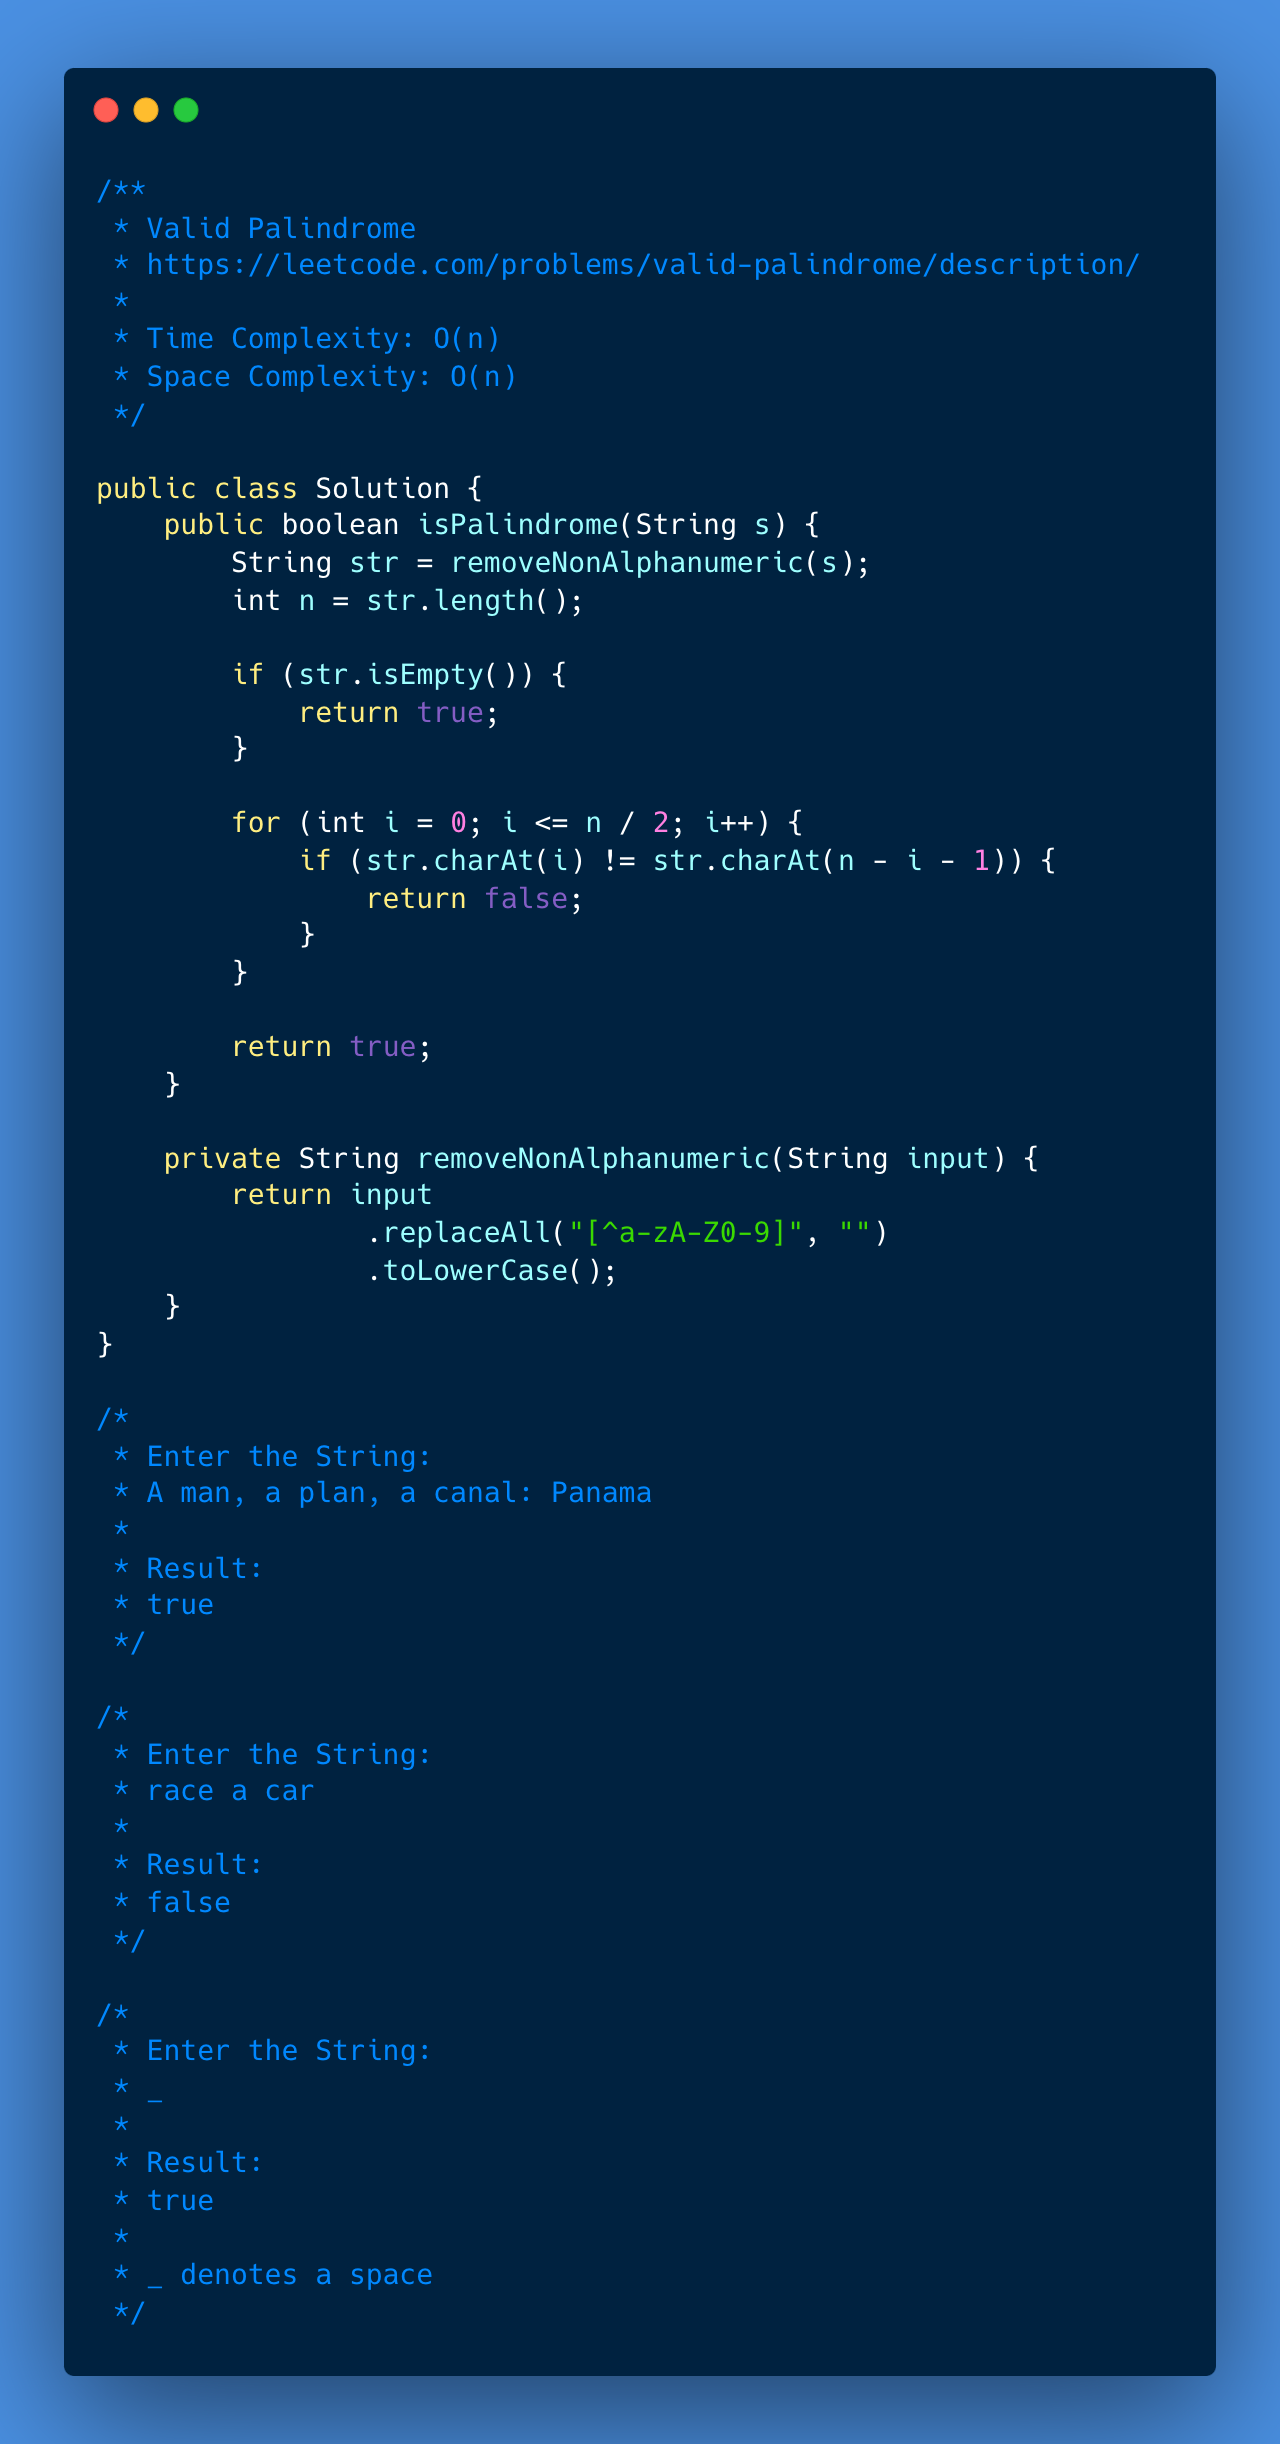 /**
 * Valid Palindrome
 * https://leetcode.com/problems/valid-palindrome/description/
 *
 * Time Complexity: O(n)
 * Space Complexity: O(n)
 */

public class Solution {
    public boolean isPalindrome(String s) {
        String str = removeNonAlphanumeric(s);
        int n = str.length();

        if (str.isEmpty()) {
            return true;
        }

        for (int i = 0; i <= n / 2; i++) {
            if (str.charAt(i) != str.charAt(n - i - 1)) {
                return false;
            }
        }

        return true;
    }

    private String removeNonAlphanumeric(String input) {
        return input
                .replaceAll("[^a-zA-Z0-9]", "")
                .toLowerCase();
    }
}

/*
 * Enter the String:
 * A man, a plan, a canal: Panama
 *
 * Result:
 * true
 */

/*
 * Enter the String:
 * race a car
 *
 * Result:
 * false
 */

/*
 * Enter the String:
 * _
 *
 * Result:
 * true
 *
 * _ denotes a space
 */